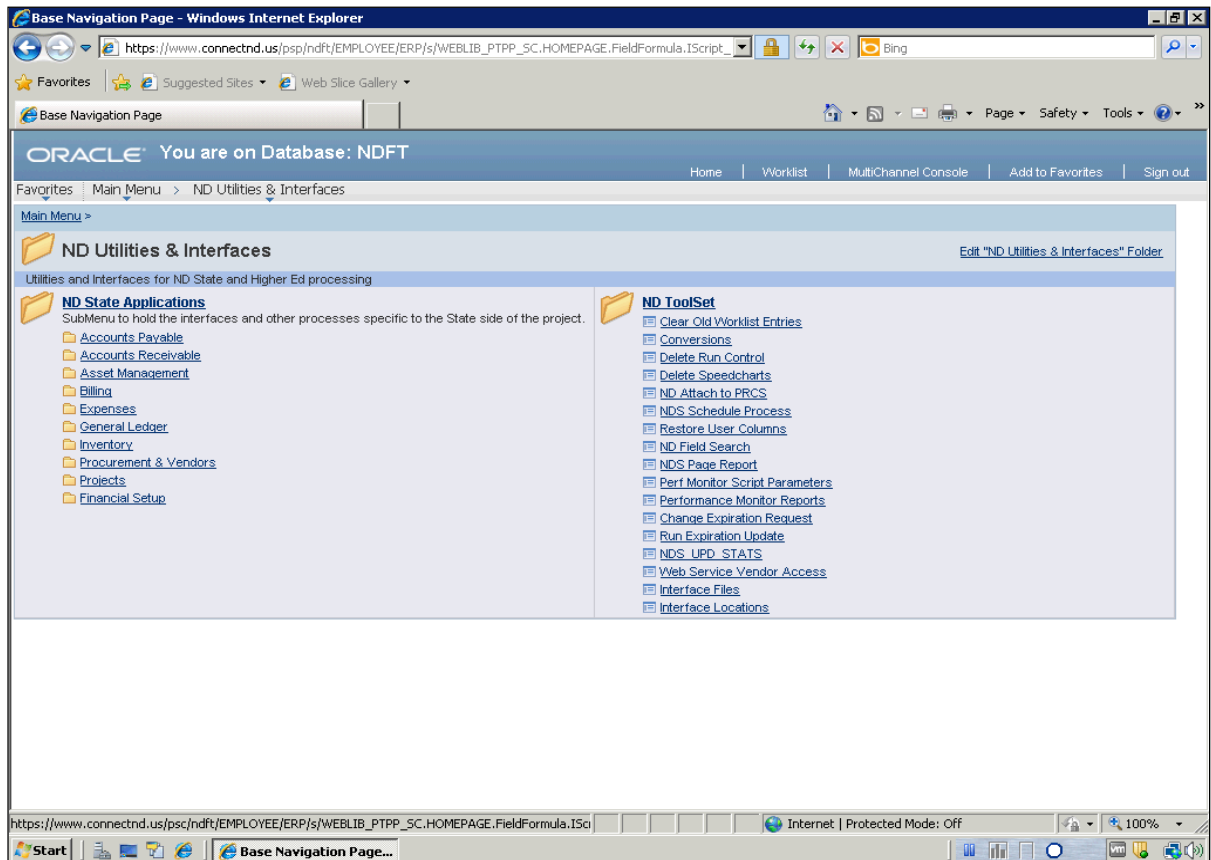 Base Navigation Page - Windows Internet Explorer
https://www.connectnd.us/psp/ndft/EMPLOYEE/ERP/s/WEBLIB_PTPP_SC.HOMEPAGE.FieldFormula.IScript_
Bing
Favorites
Suggested Sites
Web Slice Gallery
Base Navigation Page
Page
Safety
Tools
ORACLE You are on Database: NDFT
Home | Worklist | MultiChannel Console | Add to Favorites | Sign out
Favorites Main Menu > ND Utilities & Interfaces
Main Menu >
ND Utilities & Interfaces
Edit "ND Utilities & Interfaces" Folder
Utilities and Interfaces for ND State and Higher Ed processing
ND State Applications
SubMenu to hold the interfaces and other processes specific to the State side of the project.
Accounts Payable
Accounts Receivable
Asset Management
Billing
Expenses
General Ledger
Inventory
Procurement & Vendors
Projects
Financial Setup
ND ToolSet
Clear Old Worklist Entries
Conversions
Delete Run Control
Delete Speedcharts
ND Attach to PRCS
NDS Schedule Process
Restore User Columns
ND Field Search
NDS Page Report
Perf Monitor Script Parameters
Performance Monitor Reports
Change Expiration Request
Run Expiration Update
NDS_UPD_STATS
Web Service Vendor Access
Interface Files
Interface Locations
https://www.connectnd.us/psc/ndft/EMPLOYEE/ERP/s/WEBLIB_PTPP_SC.HOMEPAGE.FieldFormula.ISc
Internet | Protected Mode: Off
100%
Start
Base Navigation Page...